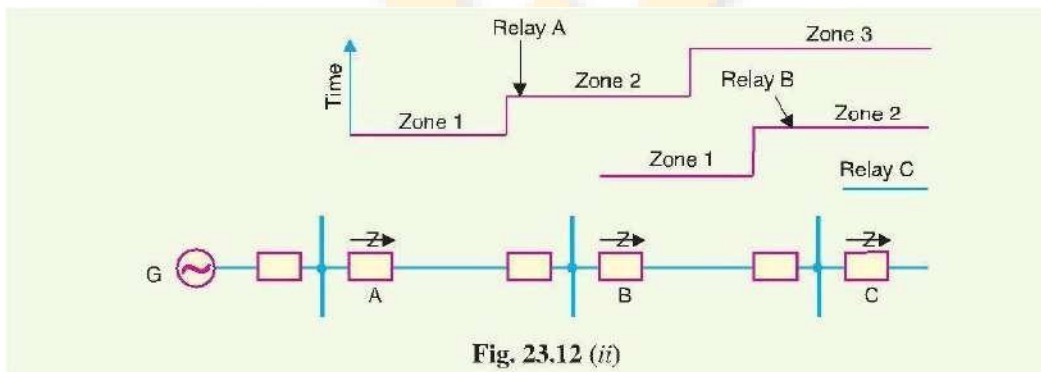 Relay A
Zone 3
Time
Zone 2
Relay B
Zone 1
Zone 2
Zone 1
Relay C
Z
Z
Z
G
A
B
C
Fig. 23.12 (ii)